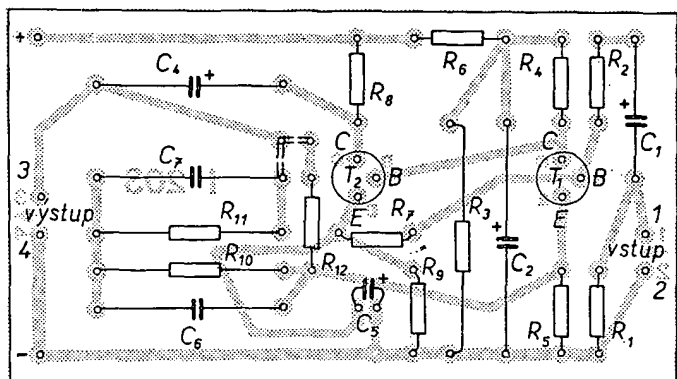 +
C4
+
R8
R6
R4
R2
+
C1
3
C7
C
T2
B
E
C
T1
B
E
výstup
4
R11
R7
R3
1
vstup
2
R10
R12
R9
+
C2
+
C5
C6
R5
R1
-